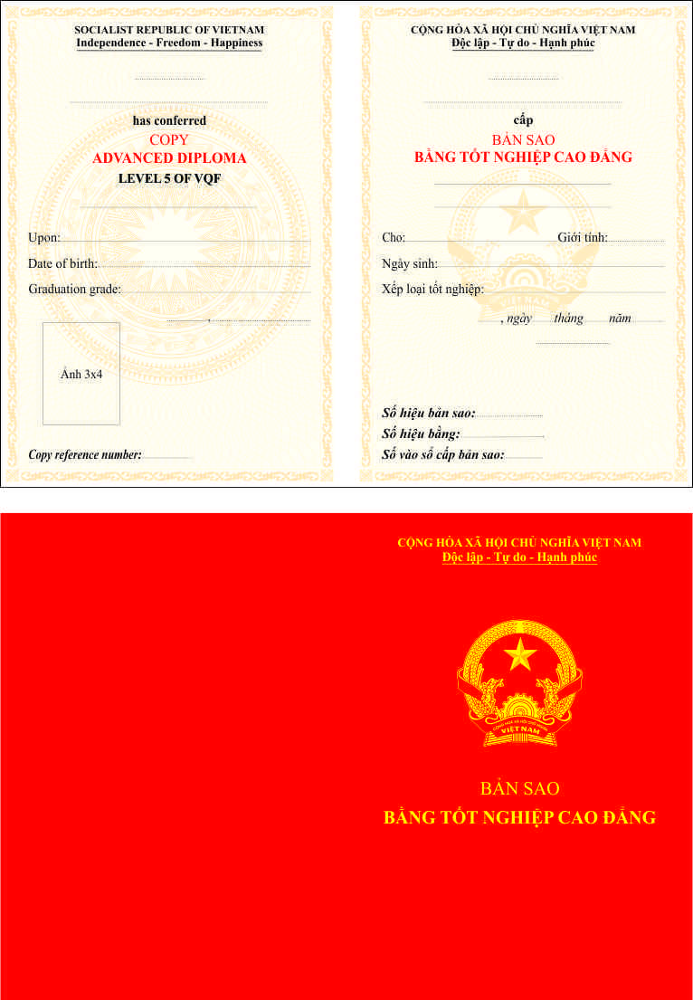 SOCIALIST REPUBLIC OF VIETNAM
Independence - Freedom - Happiness
has conferred
COPY
ADVANCED DIPLOMA
LEVEL 5 OF VQF
Upon:
Date of birth:
Graduation grade:
,
Ảnh 3x4
Copy reference number:
CỘNG HÒA XÃ HỘI CHỦ NGHĨA VIỆT NAM
Độc lập - Tự do - Hạnh phúc
cấp
BẢN SAO
BẰNG TỐT NGHIỆP CAO ĐẲNG
Cho: Giới tính:
Ngày sinh:
Xếp loại tốt nghiệp:
, ngày tháng năm
VIỆT NAM
Số hiệu bản sao:
Số hiệu bằng:
Số vào sổ cấp bản sao:
CỘNG HÒA XÃ HỘI CHỦ NGHĨA VIỆT NAM
Độc lập - Tự do - Hạnh phúc
CỘNG HÒA XÃ HỘI CHỦ NGHĨA
VIỆT NAM
BẢN SAO
BẰNG TỐT NGHIỆP CAO ĐẲNG